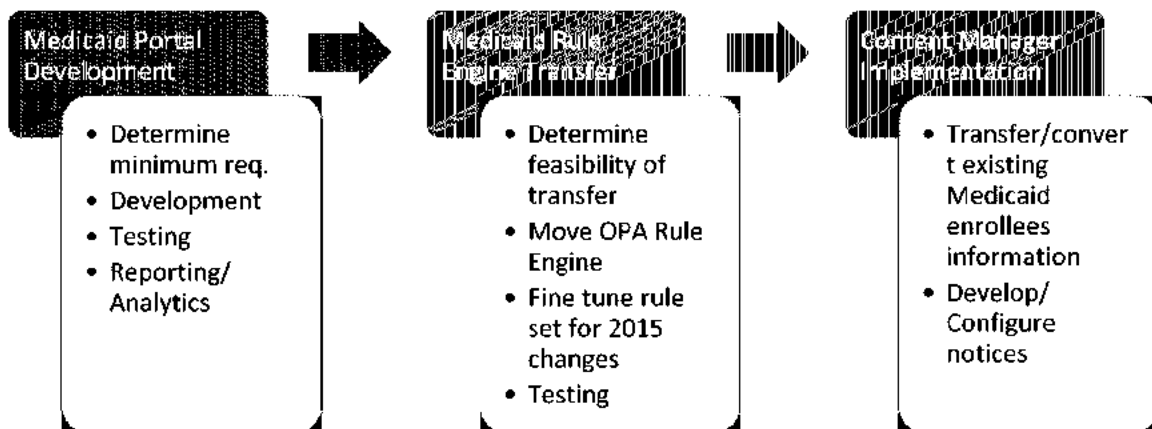 Medicaid Portal
Development
• Determine
minimum req.
• Development
• Testing
• Reporting/
Analytics
Medicaid Rule
Engine Transfer
• Determine
feasibility of
transfer
• Move OPA Rule
Engine
• Fine tune rule
set for 2015
changes
• Testing
Content Manager
Implementation
• Transfer/conver
t existing
Medicaid
enrollees
information
• Develop/
Configure
notices